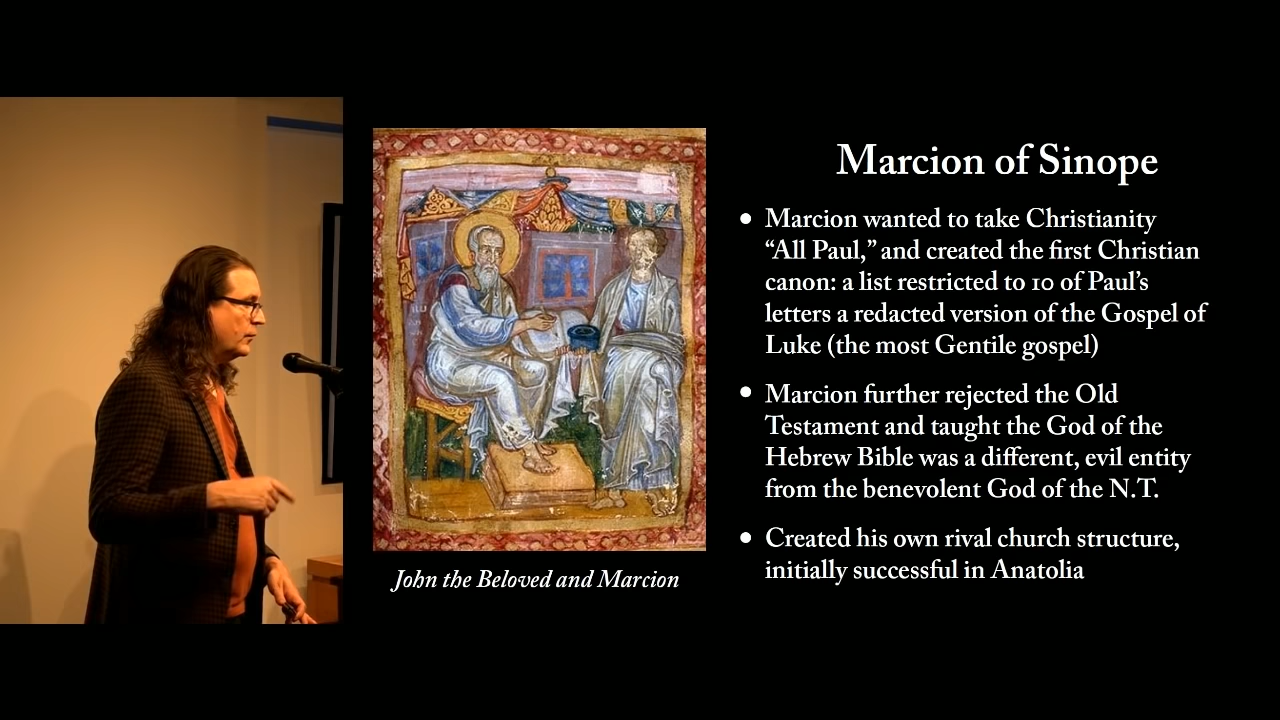 Marcion of Sinope
• Marcion wanted to take Christianity
“All Paul,” and created the first Christian
canon: a list restricted to 10 of Paul’s
letters a redacted version of the Gospel of
Luke (the most Gentile gospel)
• Marcion further rejected the Old
Testament and taught the God of the
Hebrew Bible was a different, evil entity
from the benevolent God of the N.T.
• Created his own rival church structure,
initially successful in Anatolia
John the Beloved and Marcion